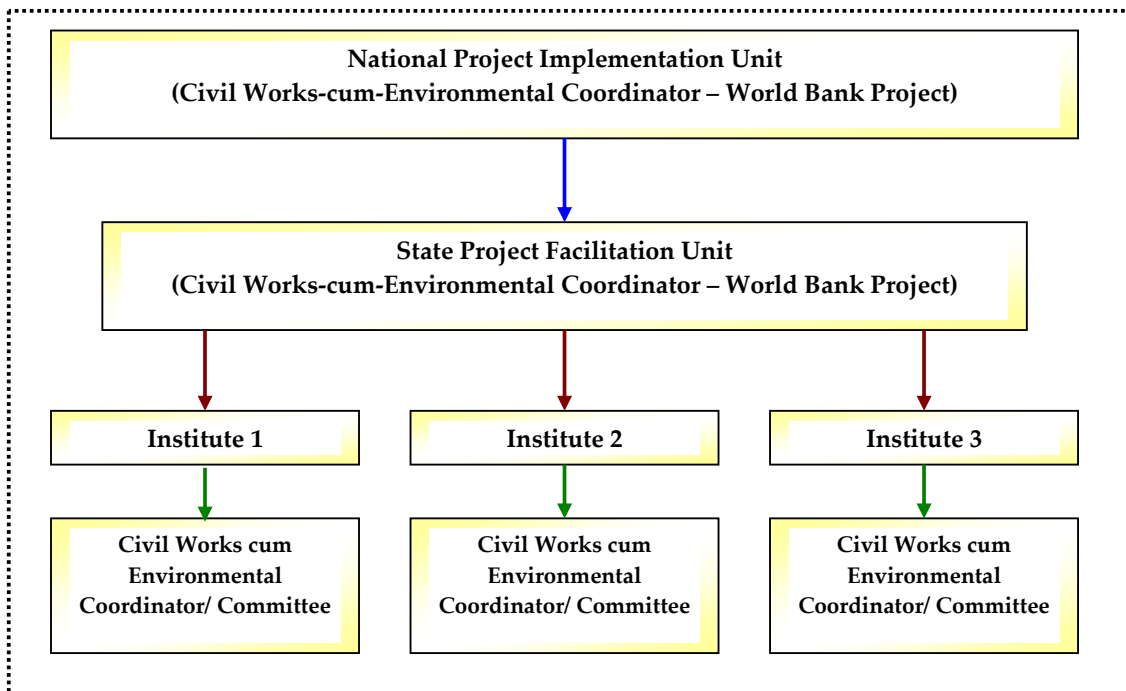 National Project Implementation Unit
(Civil Works-cum-Environmental Coordinator – World Bank Project)
State Project Facilitation Unit
(Civil Works-cum-Environmental Coordinator – World Bank Project)
Institute 1
Institute 2
Institute 3
Civil Works cum
Environmental
Coordinator/ Committee
Civil Works cum
Environmental
Coordinator/ Committee
Civil Works cum
Environmental
Coordinator/ Committee